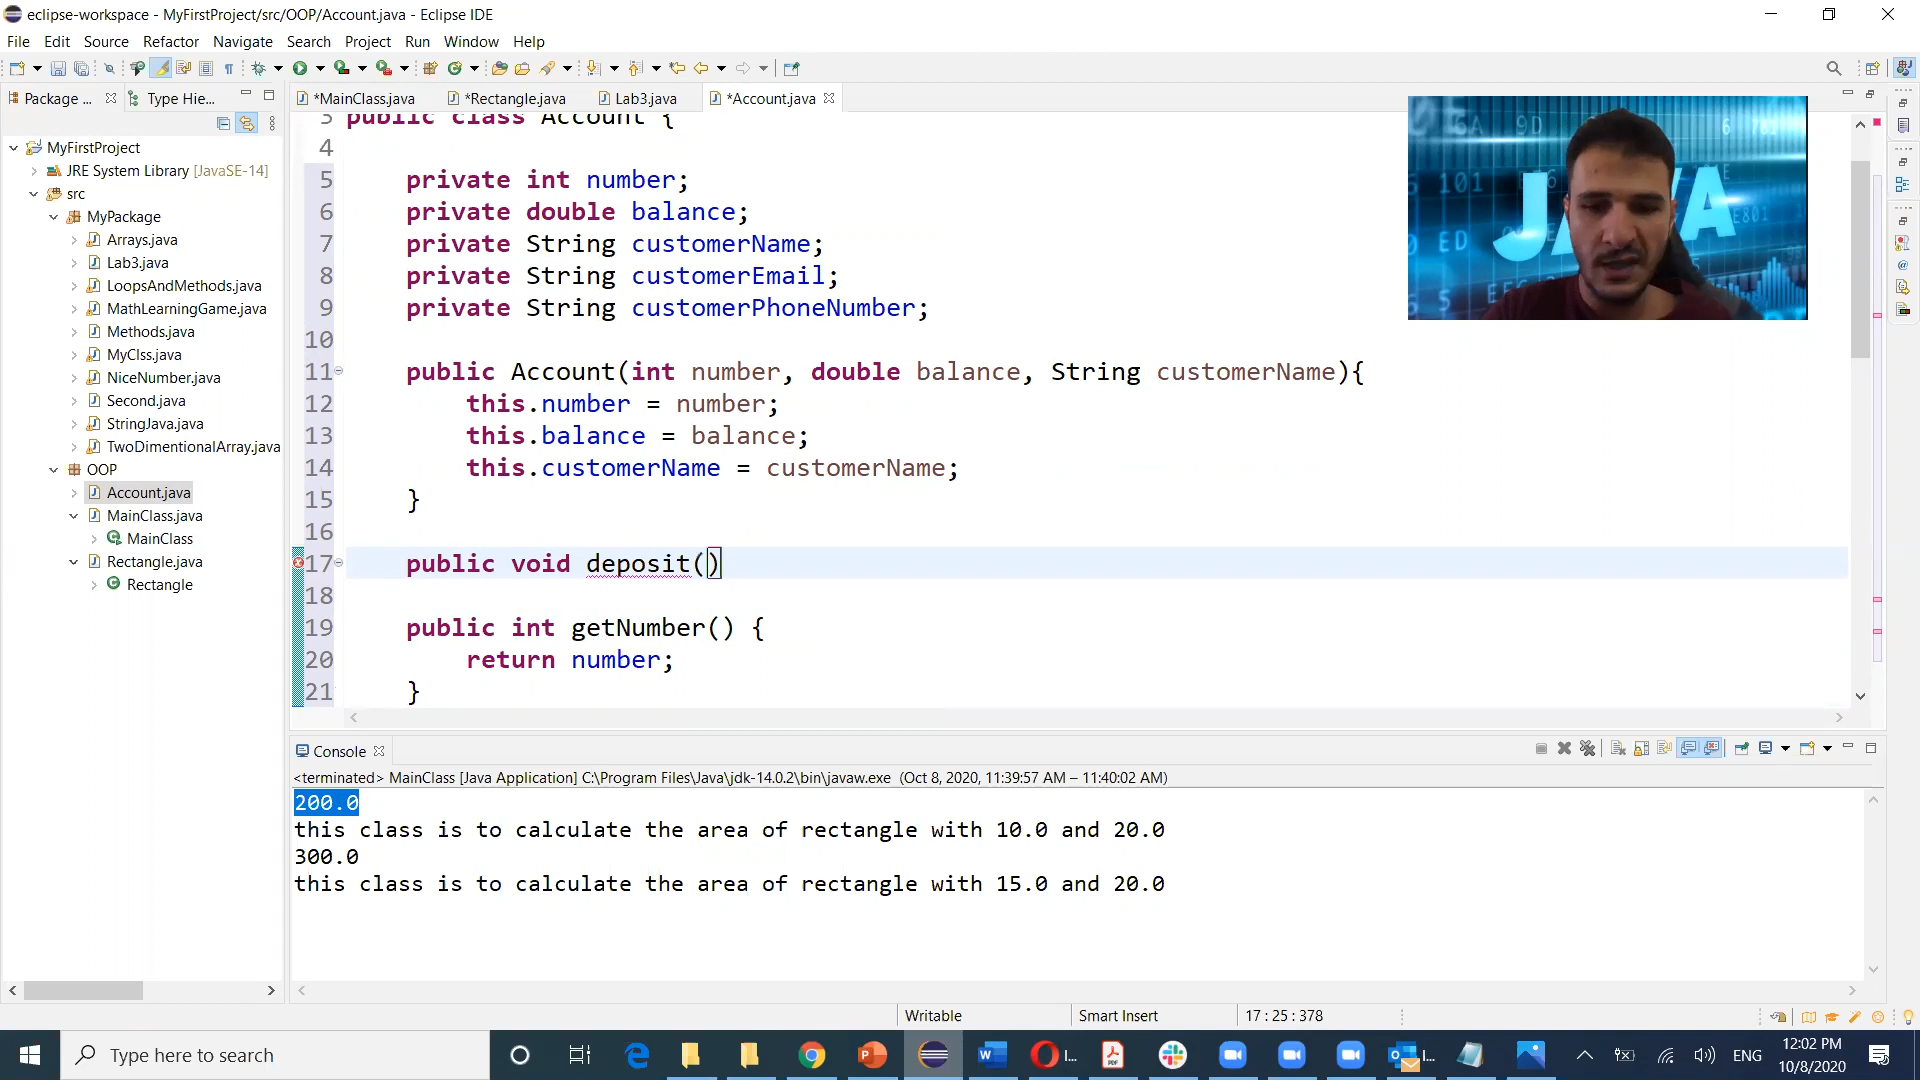 eclipse-workspace - MyFirstProject/src/OOP/Account.java - Eclipse IDE
File Edit Source Refactor Navigate Search Project Run Window Help
Package ... Type Hie...
*MainClass.java *Rectangle.java Lab3.java *Account.java
MyFirstProject
JRE System Library [JavaSE-14]
src
MyPackage
Arrays.java
Lab3.java
LoopsAndMethods.java
MathLearningGame.java
Methods.java
MyClss.java
NiceNumber.java
Second.java
StringJava.java
TwoDimentionalArray.java
OOP
Account.java
MainClass.java
MainClass
Rectangle.java
Rectangle
3 public class Account {
4
5 private int number;
6 private double balance;
7 private String customerName;
8 private String customerEmail;
9 private String customerPhoneNumber;
10
11 public Account(int number, double balance, String customerName){
12 this.number = number;
13 this.balance = balance;
14 this.customerName = customerName;
15 }
16
17 public void deposit()
18
19 public int getNumber() {
20 return number;
21 }
JAVA
Console
<terminated> MainClass [Java Application] C:\Program Files\Java\jdk-14.0.2\bin\javaw.exe (Oct 8, 2020, 11:39:57 AM – 11:40:02 AM)
200.0
this class is to calculate the area of rectangle with 10.0 and 20.0
300.0
this class is to calculate the area of rectangle with 15.0 and 20.0
Writable Smart Insert 17 : 25 : 378
Type here to search
I... I...
ENG
12:02 PM
10/8/2020